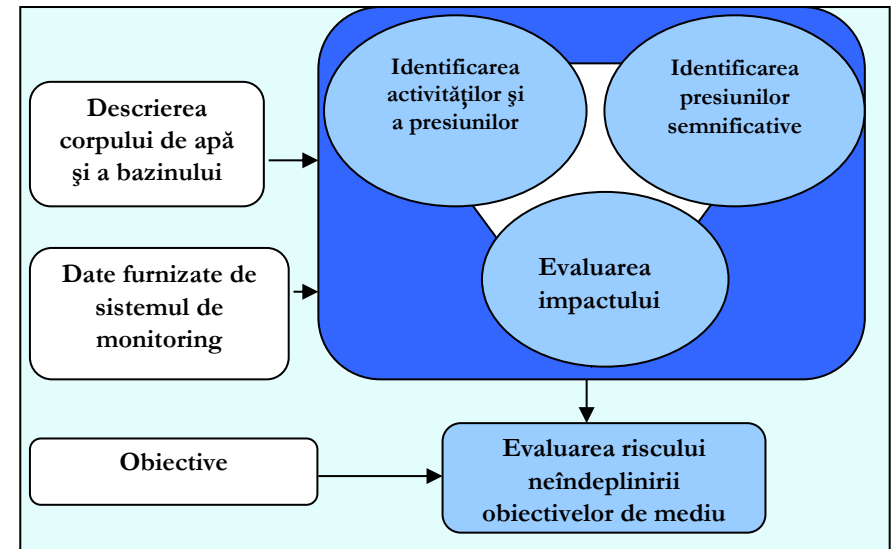 Descrierea
corpului de apă
şi a bazinului
Identificarea
activităţilor şi
a presiunilor
Identificarea
presiunilor
semnificative
Date furnizate de
sistemul de
monitoring
Evaluarea
impactului
Obiective
Evaluarea riscului
neîndeplinirii
obiectivelor de mediu